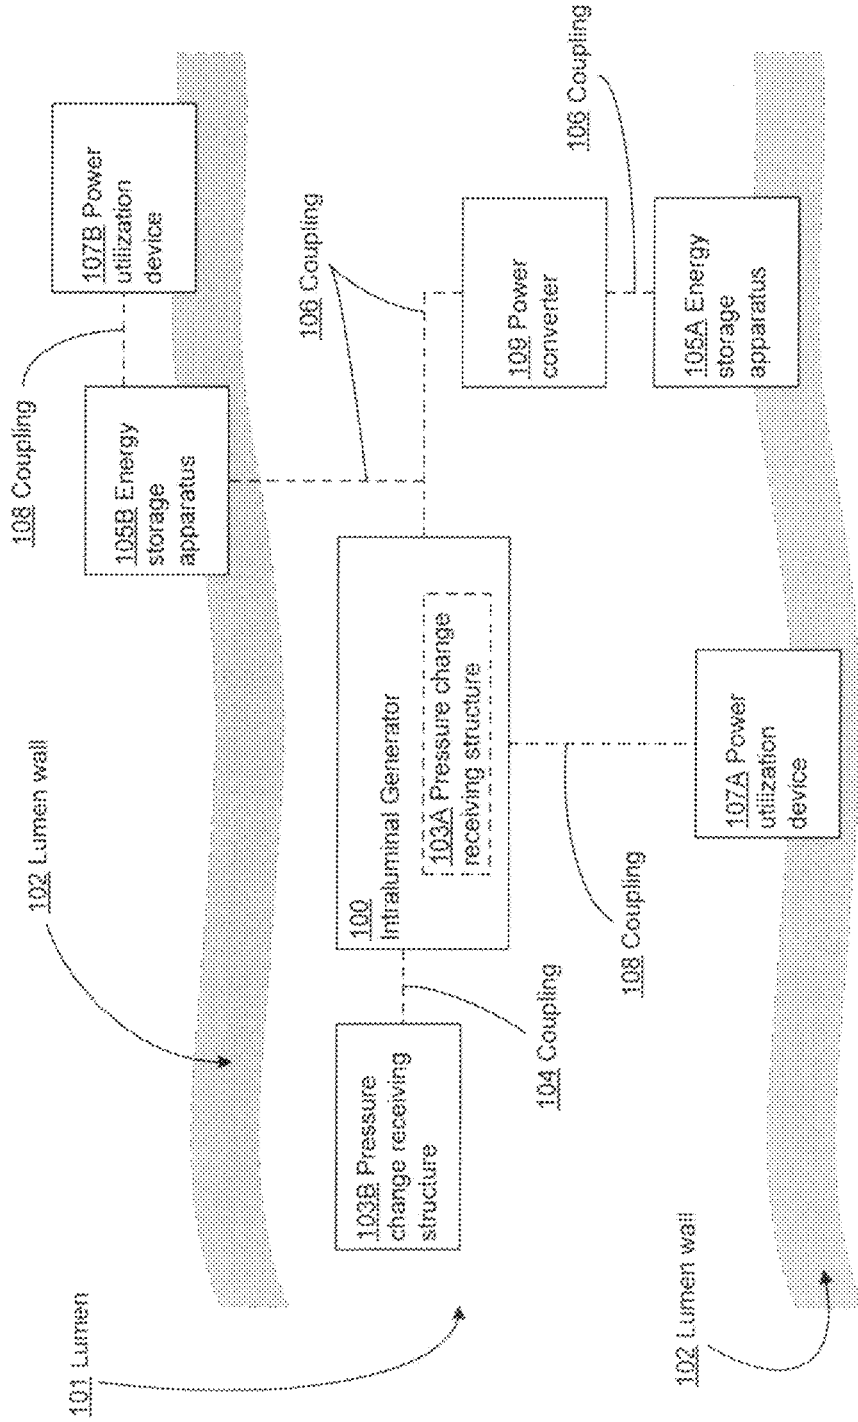 101 Lumen
102 Lumen wall
108 Coupling
105B Energy
storage
apparatus
107B Power
utilization
device
106 Coupling
103B Pressure
change receiving
structure
104 Coupling
100
Intraluminal Generator
103A Pressure change
receiving structure
109 Power
converter
106 Coupling
108 Coupling
107A Power
utilization
device
105A Energy
storage
apparatus
102 Lumen wall